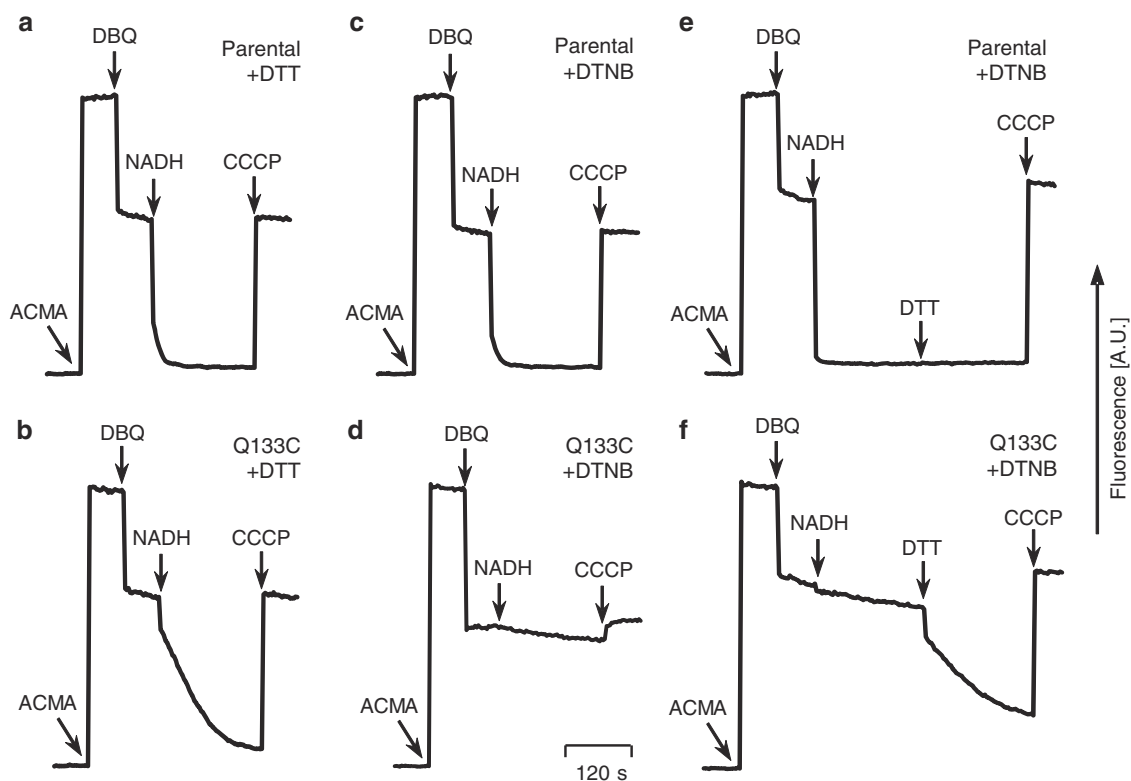 a
DBQ
Parental
+DTT
NADH
CCCP
ACMA
c
DBQ
Parental
+DTNB
NADH
CCCP
ACMA
e
DBQ
Parental
+DTNB
CCCP
NADH
DTT
ACMA
b
DBQ
Q133C
+DTT
NADH
CCCP
ACMA
d
DBQ
Q133C
+DTNB
NADH
CCCP
ACMA
120 s
f
DBQ
Q133C
+DTNB
CCCP
NADH
DTT
ACMA
Fluorescence [A.U.]